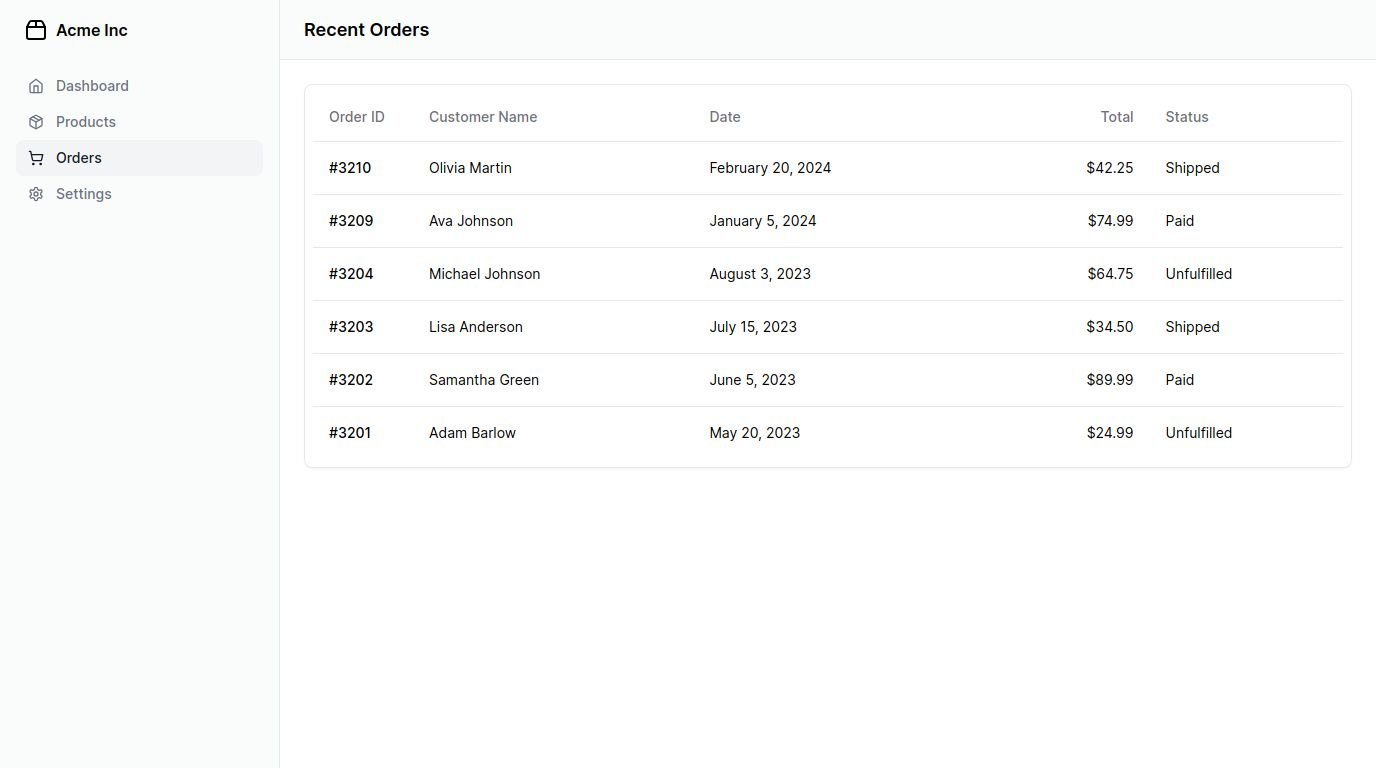 Acme Inc
Dashboard
Products
Orders
Settings
Recent Orders
Order ID Customer Name Date Total Status
#3210 Olivia Martin February 20, 2024 $42.25 Shipped
#3209 Ava Johnson January 5, 2024 $74.99 Paid
#3204 Michael Johnson August 3, 2023 $64.75 Unfulfilled
#3203 Lisa Anderson July 15, 2023 $34.50 Shipped
#3202 Samantha Green June 5, 2023 $89.99 Paid
#3201 Adam Barlow May 20, 2023 $24.99 Unfulfilled